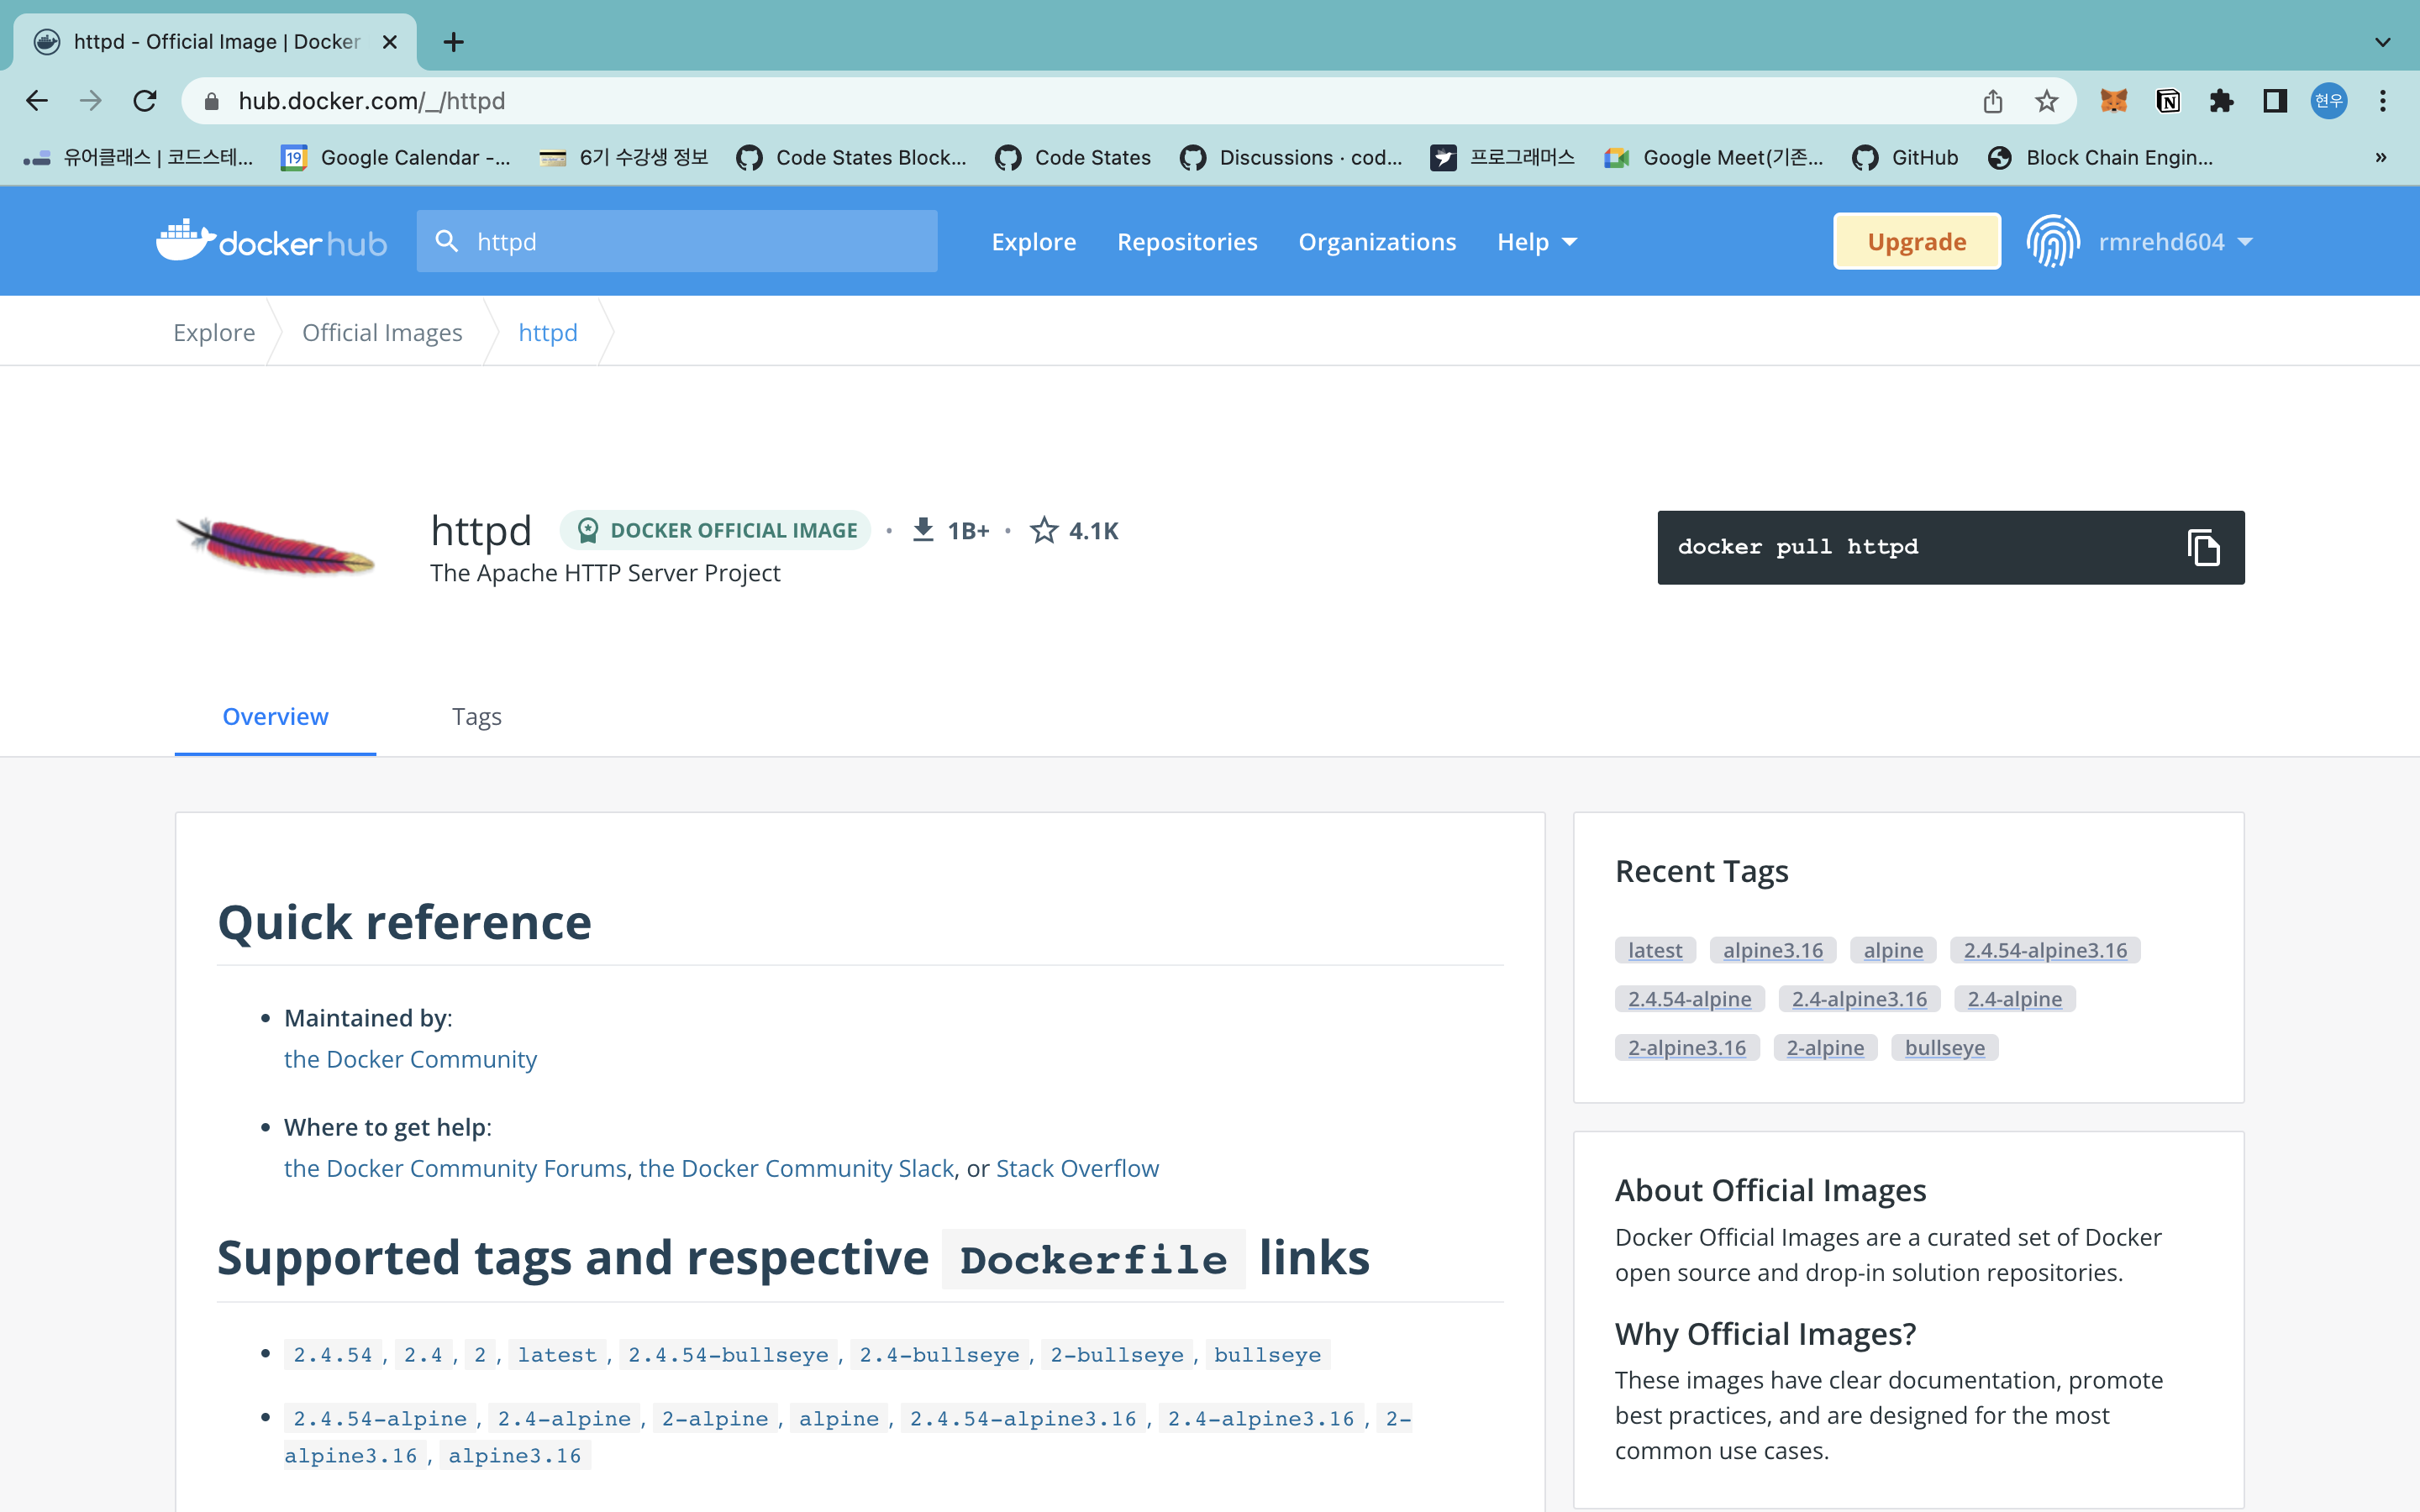 httpd - Official Image | Docker
hub.docker.com/_/httpd
현우
유어클래스 | 코드스테...
19
Google Calendar -...
6기 수강생 정보
Code States Block...
Code States
Discussions · cod...
프로그래머스
Google Meet(기존...
GitHub
Block Chain Engin...
»
dockerhub
httpd
Explore
Repositories
Organizations
Help
Upgrade
rmrehd604
Explore
Official Images
httpd
httpd
DOCKER OFFICIAL IMAGE
• 1B+ • 4.1K
The Apache HTTP Server Project
docker pull httpd
Overview
Tags
Quick reference
• Maintained by:
the Docker Community
• Where to get help:
the Docker Community Forums, the Docker Community Slack, or Stack Overflow
Supported tags and respective Dockerfile links
• 2.4.54, 2.4, 2, latest, 2.4.54-bullseye, 2.4-bullseye, 2-bullseye, bullseye
• 2.4.54-alpine, 2.4-alpine, 2-alpine, alpine, 2.4.54-alpine3.16, 2.4-alpine3.16, 2-
alpine3.16, alpine3.16
Recent Tags
latest alpine3.16 alpine 2.4.54-alpine3.16
2.4.54-alpine 2.4-alpine3.16 2.4-alpine
2-alpine3.16 2-alpine bullseye
About Official Images
Docker Official Images are a curated set of Docker
open source and drop-in solution repositories.
Why Official Images?
These images have clear documentation, promote
best practices, and are designed for the most
common use cases.